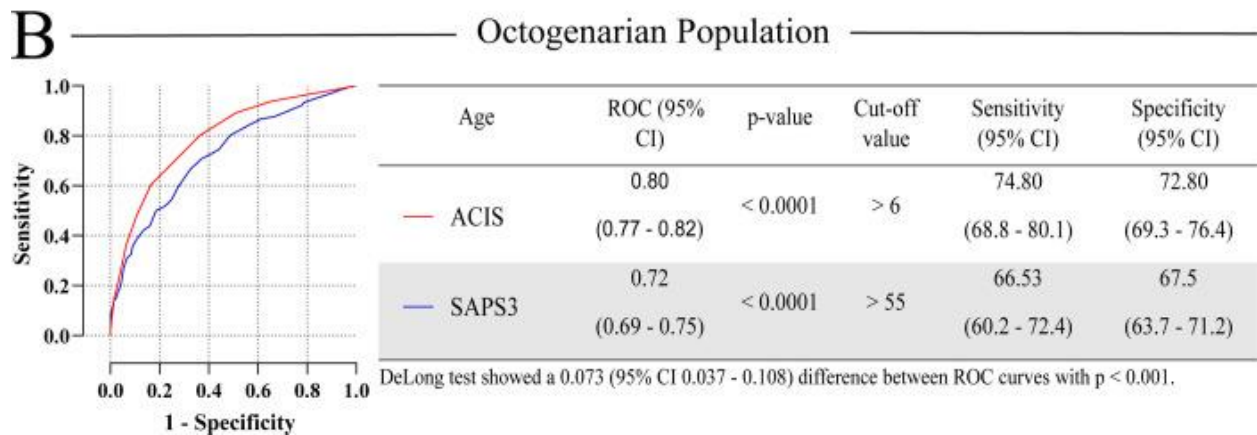 B
Octogenarian Population
1.0
0.8
0.6
0.4
0.2
0.0
Sensitivity
0.0 0.2 0.4 0.6 0.8 1.0
1 - Specificity
Age ROC (95% CI) p-value Cut-off value Sensitivity (95% CI) Specificity (95% CI)
ACIS 0.80 (0.77 - 0.82) < 0.0001 > 6 74.80 (68.8 - 80.1) 72.80 (69.3 - 76.4)
SAPS3 0.72 (0.69 - 0.75) < 0.0001 > 55 66.53 (60.2 - 72.4) 67.5 (63.7 - 71.2)
DeLong test showed a 0.073 (95% CI 0.037 - 0.108) difference between ROC curves with p < 0.001.